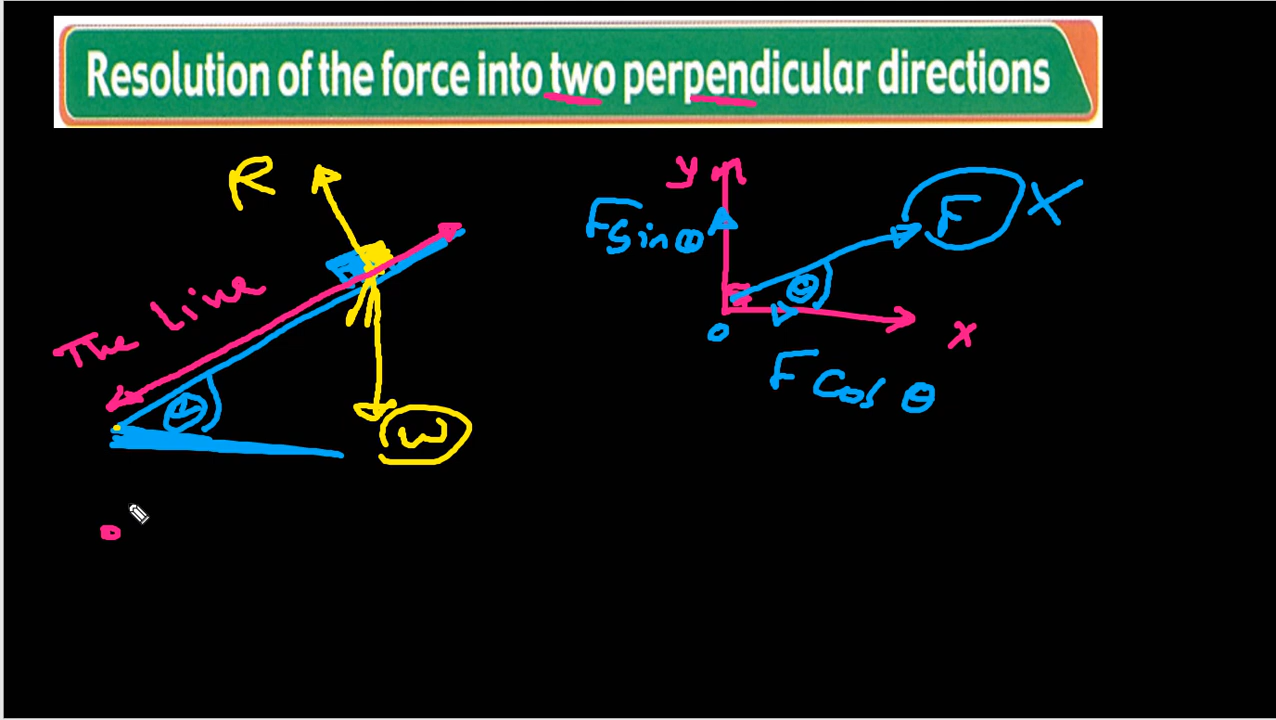 Resolution of the force into two perpendicular directions
R
y
F
X
F sin θ
The Line
θ
θ
o
x
F Cos θ
W